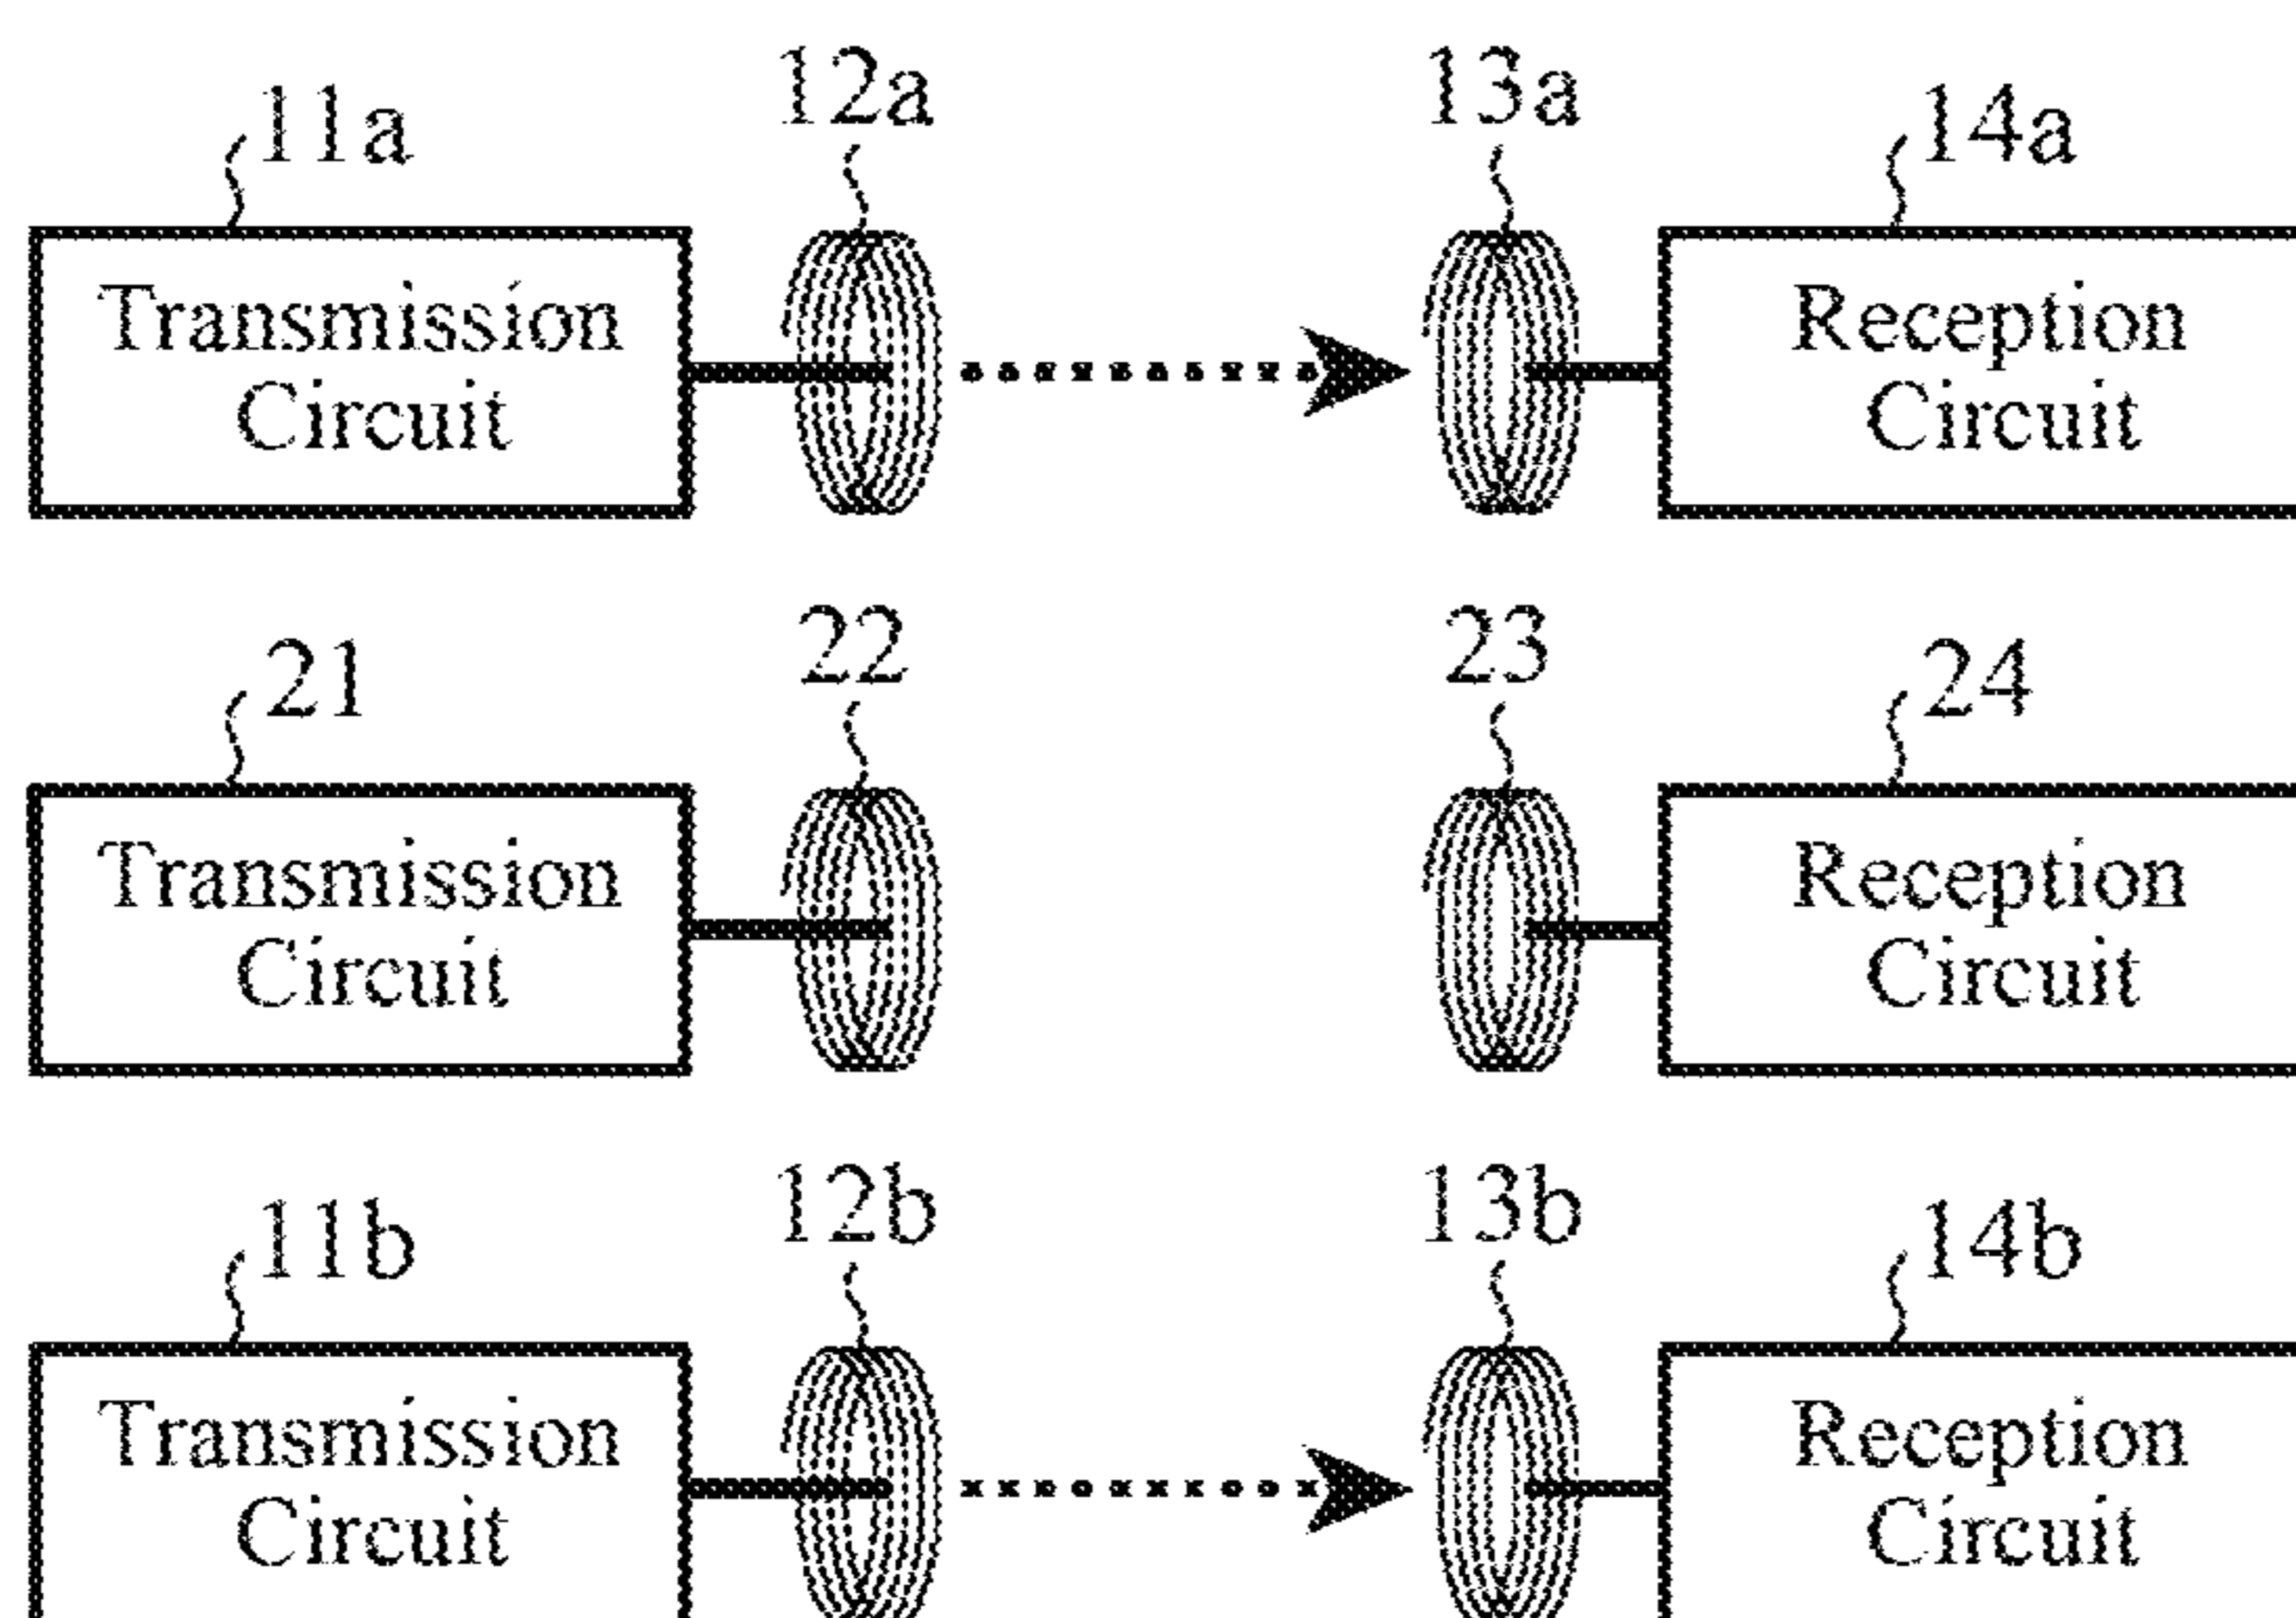 12a 13a
11a 14a
Transmission Reception
Circuit Circuit
22 23
21 24
Transmission Reception
Circuit Circuit
12b 13b
11b 14b
Transmission Reception
Circuit Circuit